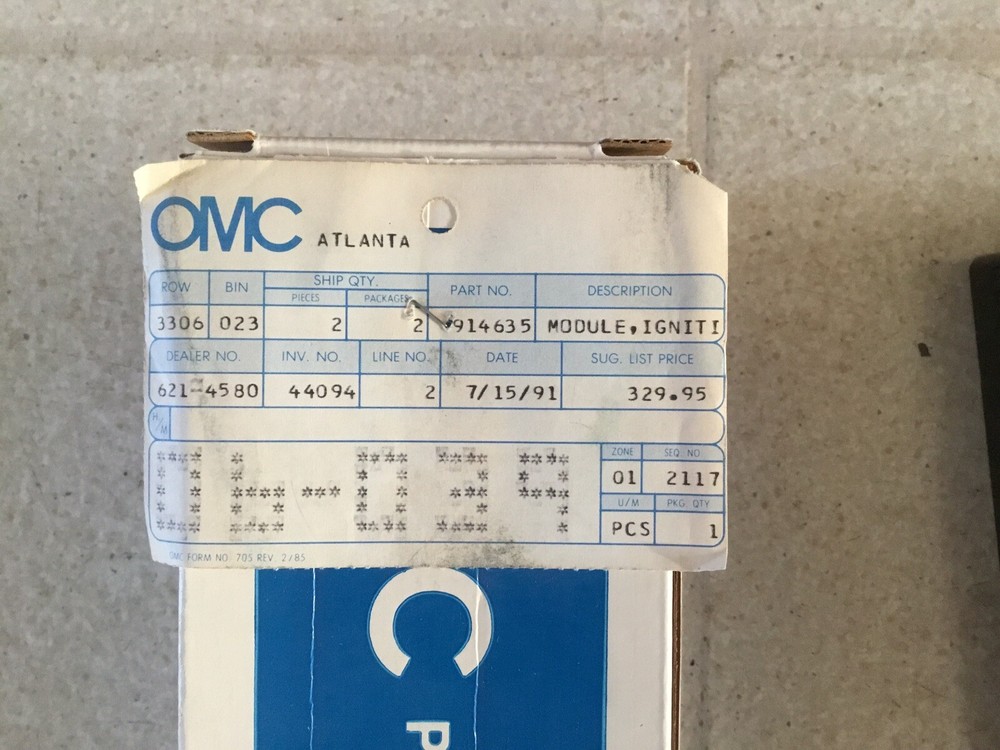 OMC ATLANTA
ROW BIN SHIP QTY. PART NO. DESCRIPTION
PIECES PACKAGES
3306 023 2 2 914635 MODULE,IGNITI
DEALER NO. INV. NO. LINE NO. DATE SUG. LIST PRICE
621-4580 44094 2 7/15/91 329.95
H/M
06-039
ZONE SEQ NO
01 2117
U/M PKG. QTY
PCS 1
OMC FORM NO. 705 REV. 2/85
C
P